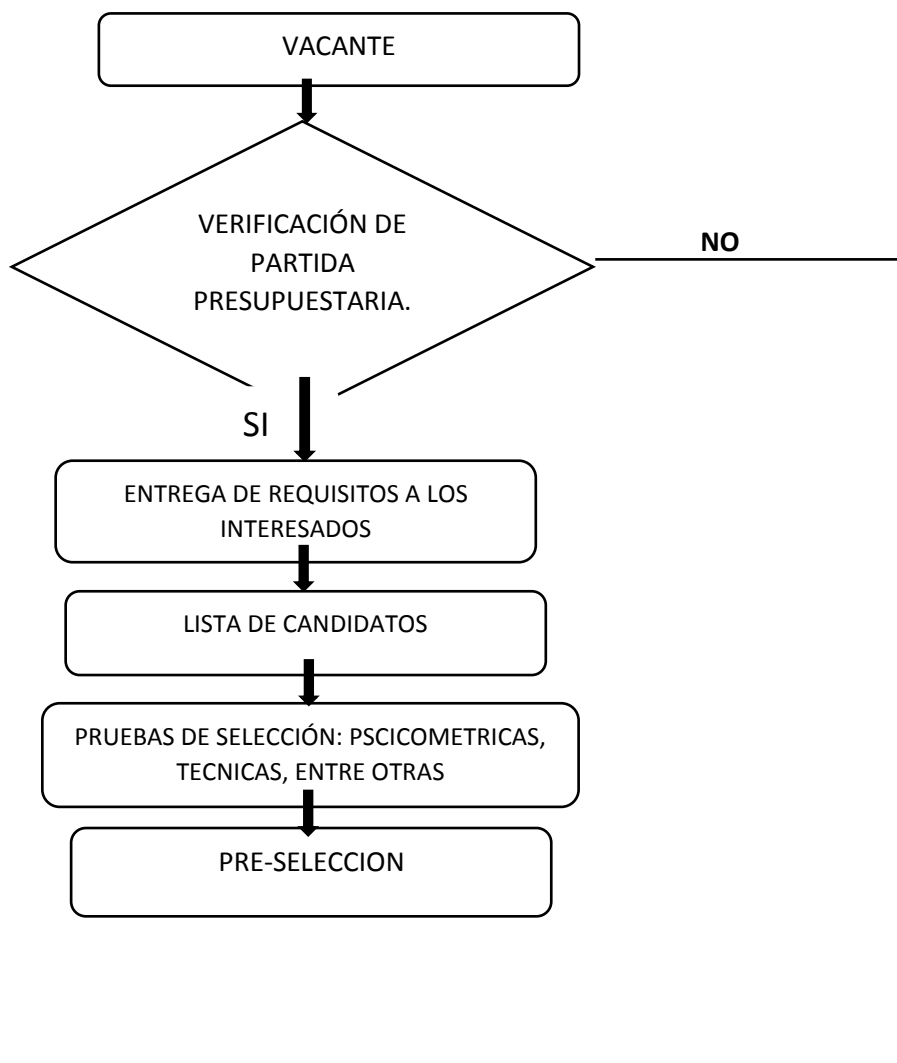 VACANTE
VERIFICACIÓN DE
PARTIDA
PRESUPUESTARIA.
NO
SI
ENTREGA DE REQUISITOS A LOS
INTERESADOS
LISTA DE CANDIDATOS
PRUEBAS DE SELECCIÓN: PSCICOMETRICAS,
TECNICAS, ENTRE OTRAS
PRE-SELECCION